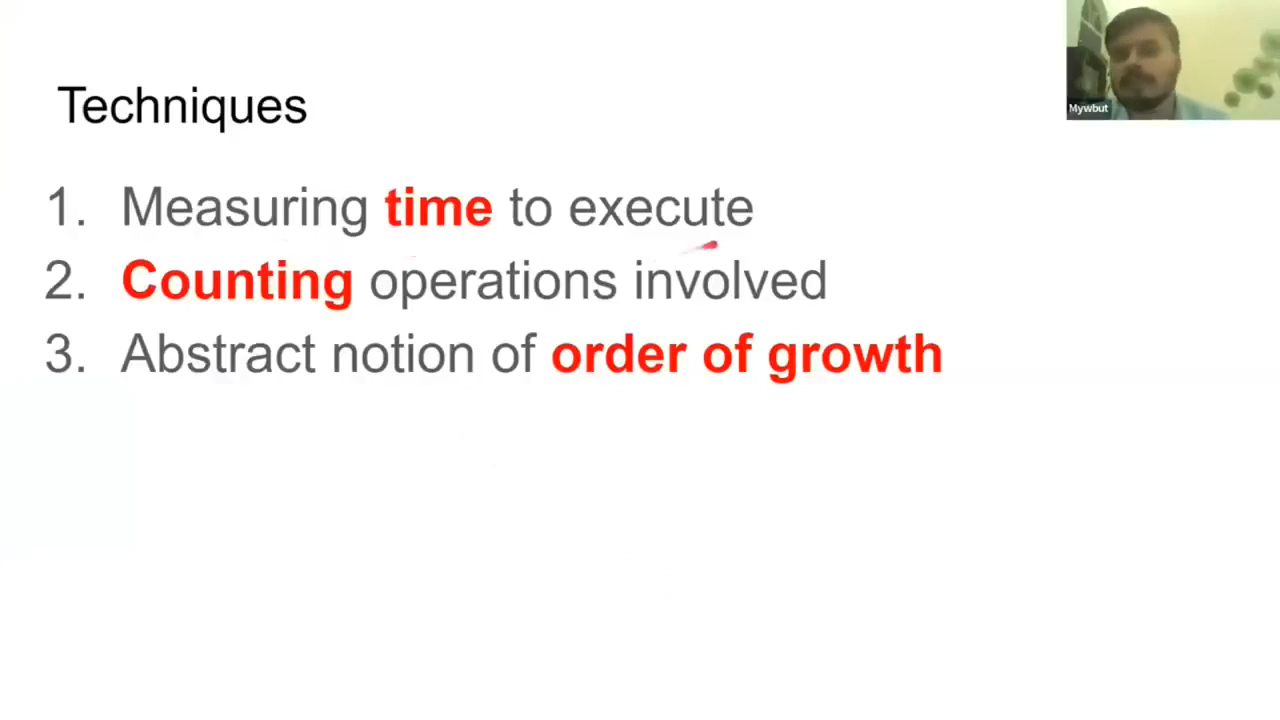 Techniques
1. Measuring time to execute
2. Counting operations involved
3. Abstract notion of order of growth
Mywbut